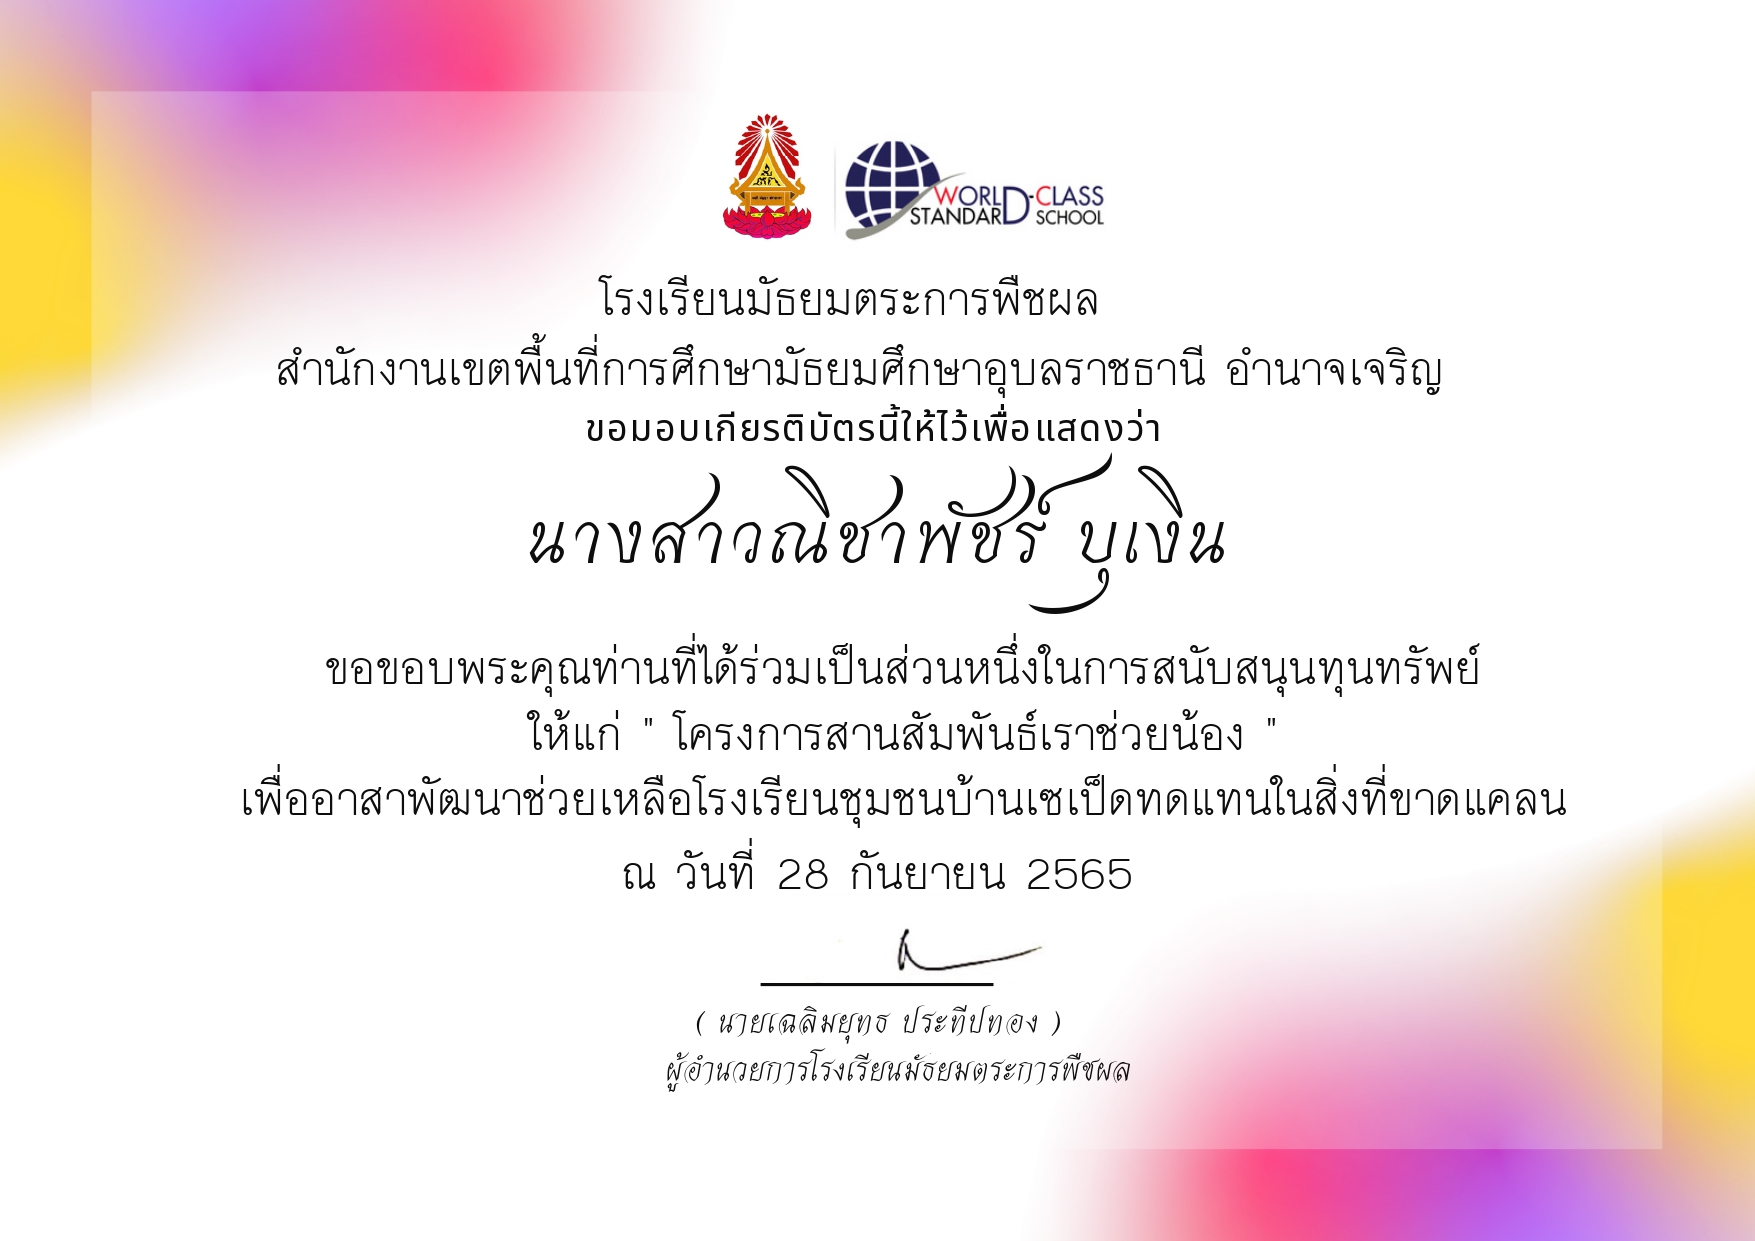 WORLD-CLASS
STANDARD SCHOOL
โรงเรียนมัธยมตระการพืชผล
สำนักงานเขตพื้นที่การศึกษามัธยมศึกษาอุบลราชธานี อำนาจเจริญ
ขอมอบเกียรติบัตรนี้ให้ไว้เพื่อแสดงว่า
นางสาวณิชาพัชร์ บุเงิน
ขอขอบพระคุณท่านที่ได้ร่วมเป็นส่วนหนึ่งในการสนับสนุนทุนทรัพย์
ให้แก่ " โครงการสานสัมพันธ์เราช่วยน้อง "
เพื่ออาสาพัฒนาช่วยเหลือโรงเรียนชุมชนบ้านเซเป็ดทดแทนในสิ่งที่ขาดแคลน
ณ วันที่ 28 กันยายน 2565
( นายเฉลิมยุทธ ประทีปทอง )
ผู้อำนวยการโรงเรียนมัธยมตระการพืชผล